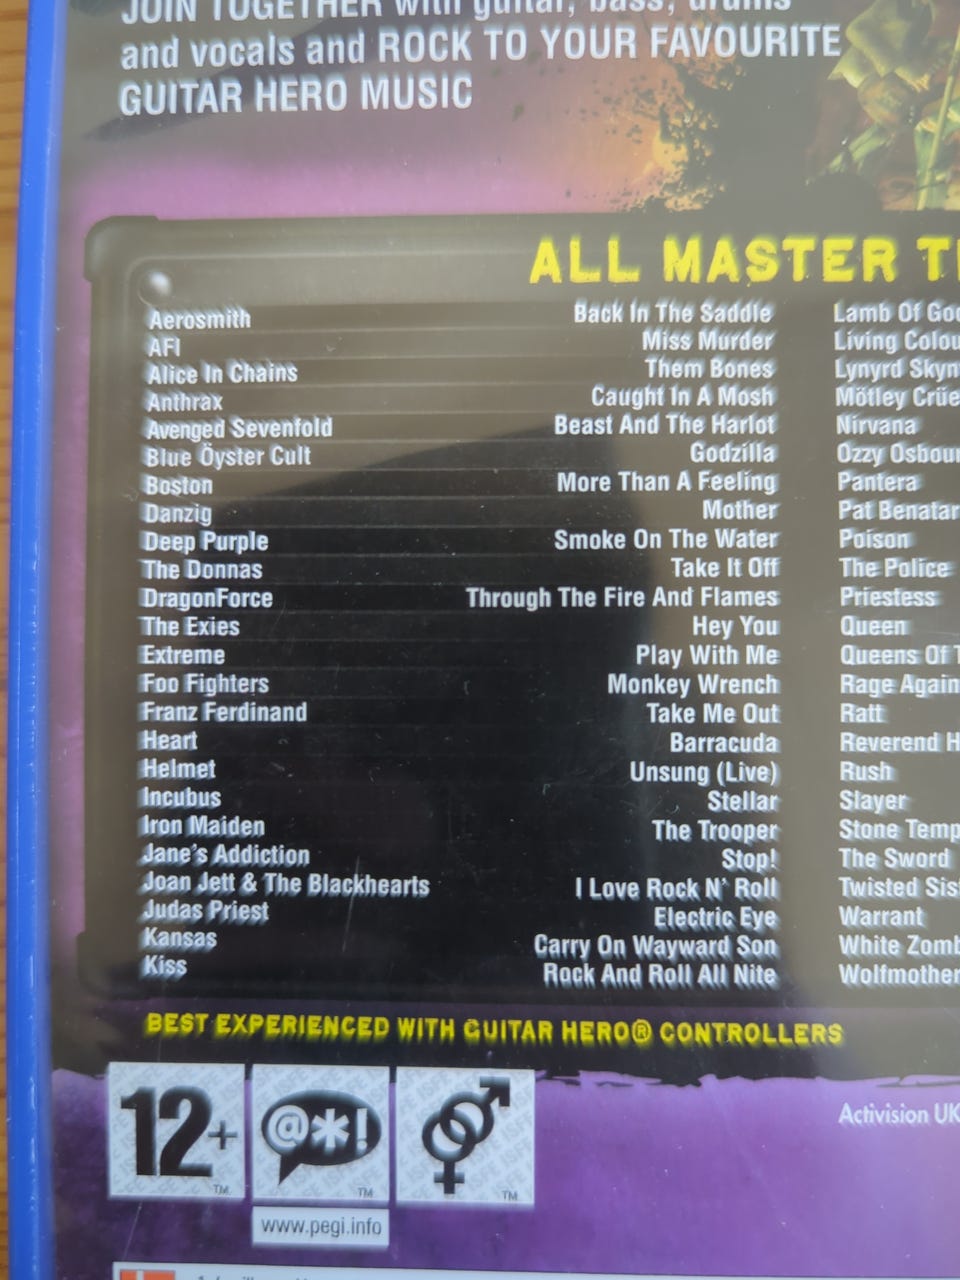 JOIN TOGETHER with guitar, bass, drums
and vocals and ROCK TO YOUR FAVOURITE
GUITAR HERO MUSIC
ALL MASTER T
Aerosmith Back In The Saddle Lamb Of God
AFI Miss Murder Living Colou
Alice In Chains Them Bones Lynyrd Skyn
Anthrax Caught In A Mosh Mötley Crüe
Avenged Sevenfold Beast And The Harlot Nirvana
Blue Öyster Cult Godzilla Ozzy Osbour
Boston More Than A Feeling Pantera
Danzig Mother Pat Benatar
Deep Purple Smoke On The Water Poison
The Donnas Take It Off The Police
DragonForce Through The Fire And Flames Priestess
The Exies Hey You Queen
Extreme Play With Me Queens Of T
Foo Fighters Monkey Wrench Rage Again
Franz Ferdinand Take Me Out Ratt
Heart Barracuda Reverend H
Helmet Unsung (Live) Rush
Incubus Stellar Slayer
Iron Maiden The Trooper Stone Temp
Jane's Addiction Stop! The Sword
Joan Jett & The Blackhearts I Love Rock N' Roll Twisted Sist
Judas Priest Electric Eye Warrant
Kansas Carry On Wayward Son White Zomb
Kiss Rock And Roll All Nite Wolfmother
BEST EXPERIENCED WITH GUITAR HERO® CONTROLLERS
12+ ™ @*! ™ ™
Activision UK
www.pegi.info